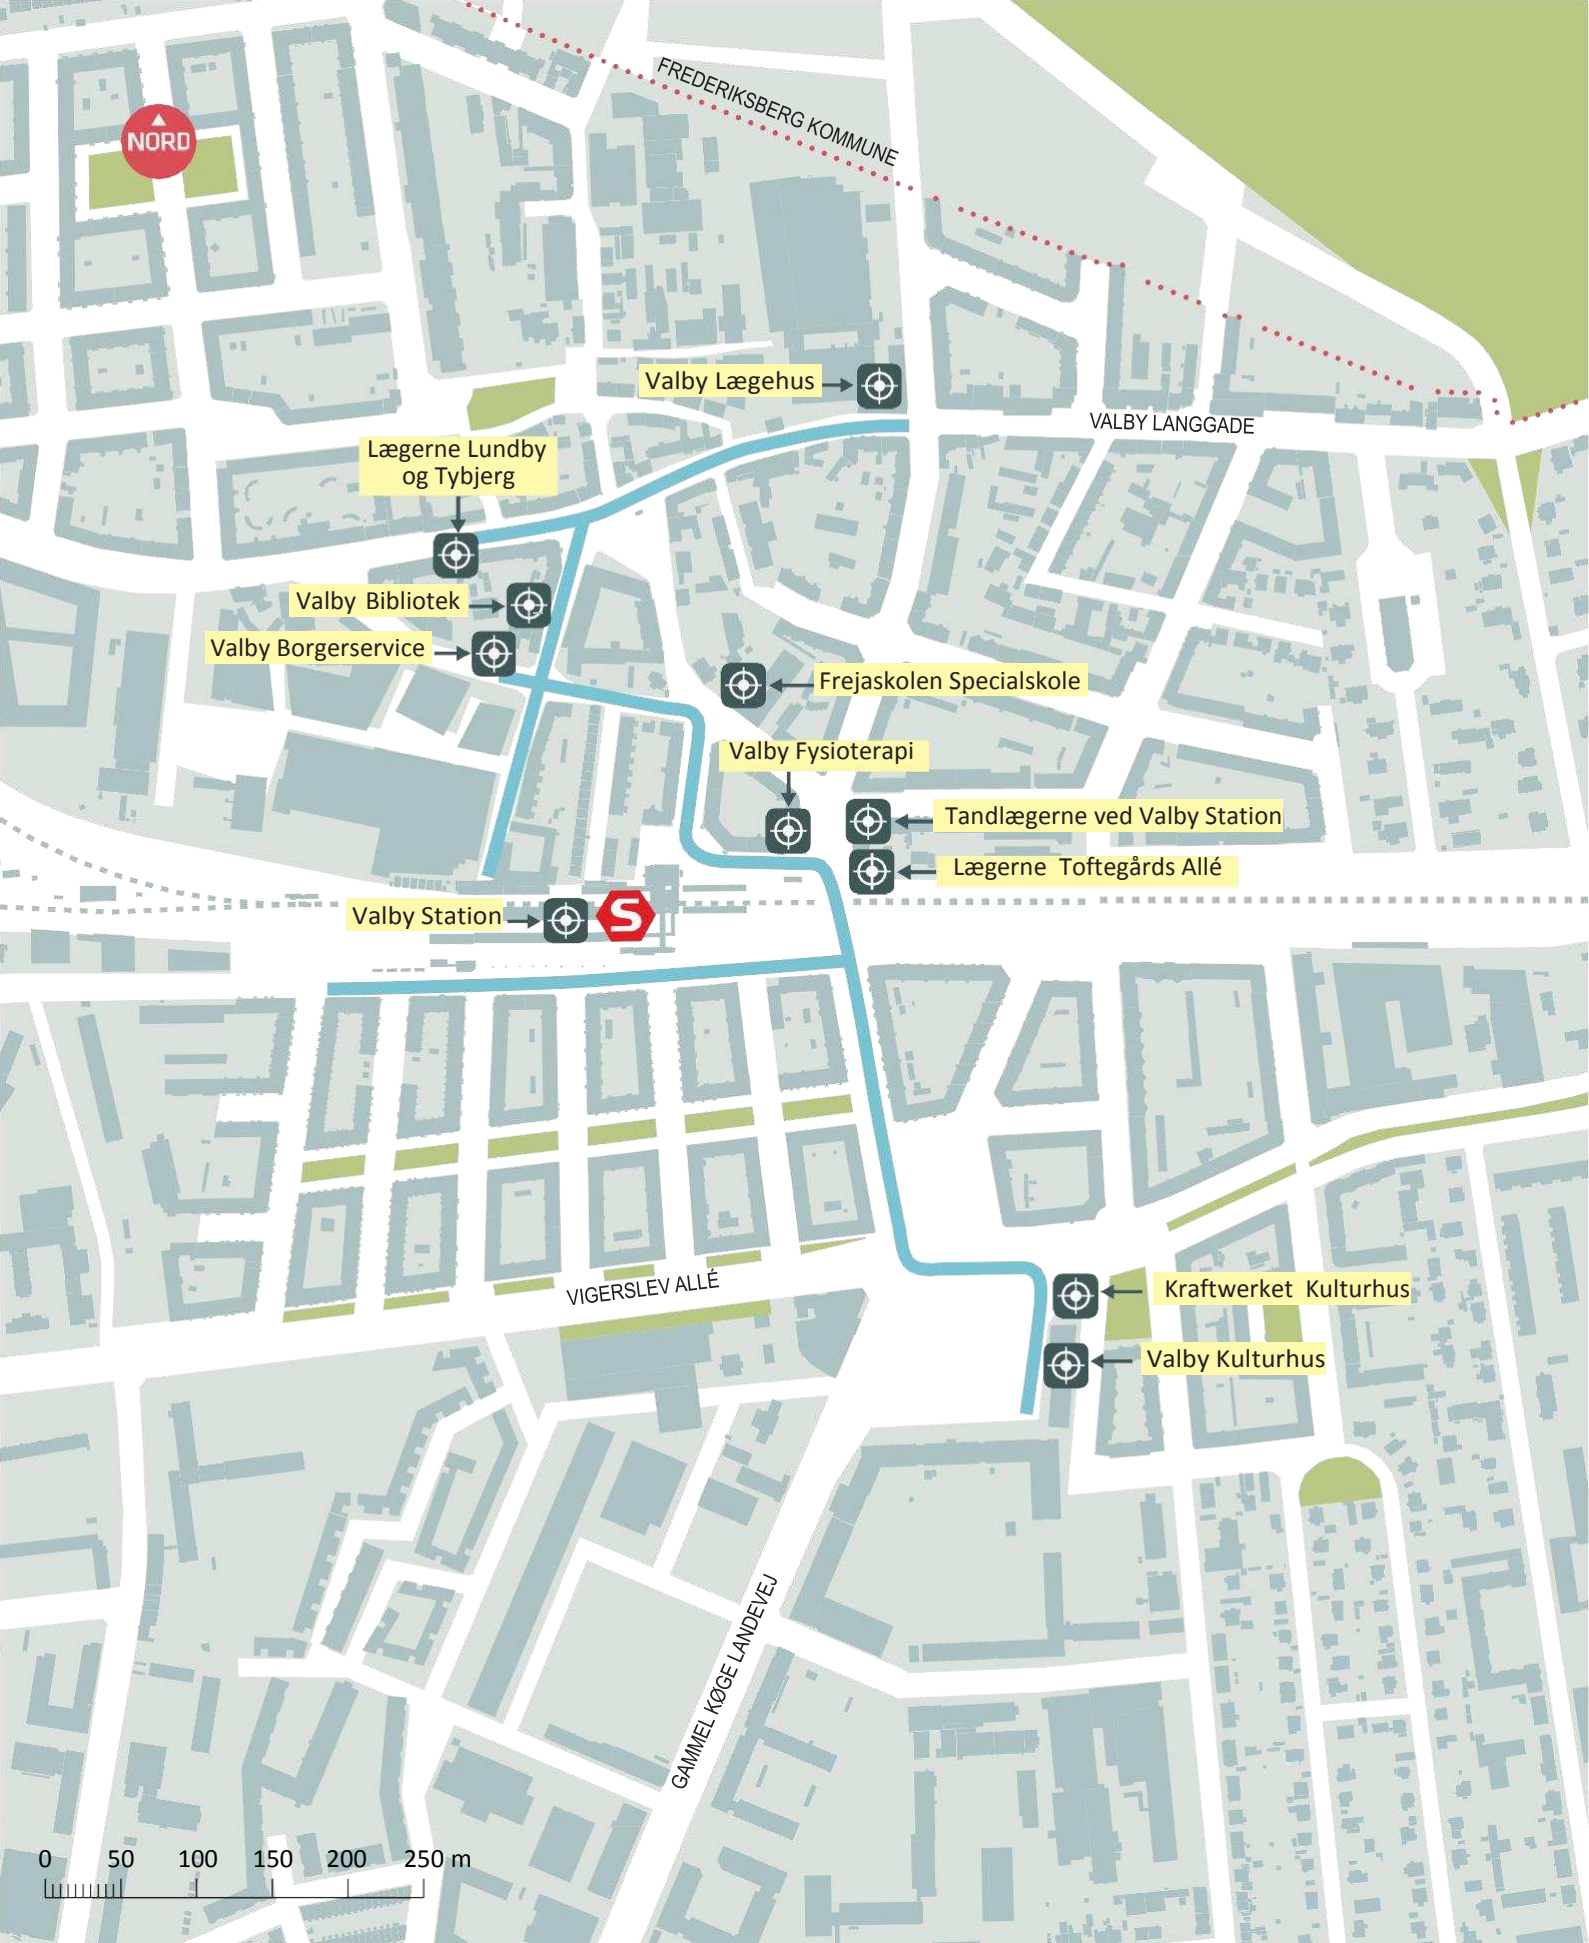 FREDERIKSBERG KOMMUNE
NORD
Valby Lægehus
VALBY LANGGADE
Lægerne Lundby
og Tybjerg
Valby Bibliotek
Valby Borgerservice
Frejaskolen Specialskole
Valby Fysioterapi
Tandlægerne ved Valby Station
Lægerne Toftegårds Allé
Valby Station
S
VIGERSLEV ALLÉ
Kraftwerket Kulturhus
Valby Kulturhus
GAMMEL KØGE LANDEVEJ
0 50 100 150 200 250 m